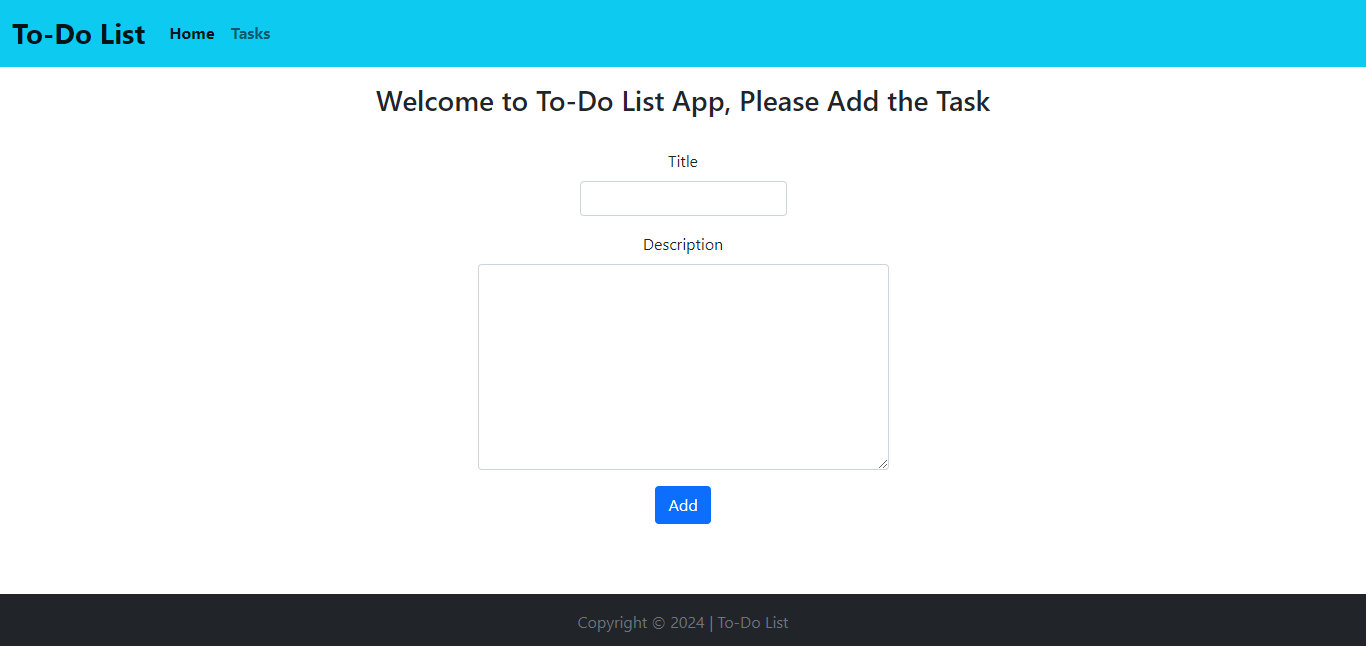 To-Do List Home Tasks
Welcome to To-Do List App, Please Add the Task
Title
Description
Add
Copyright © 2024 | To-Do List